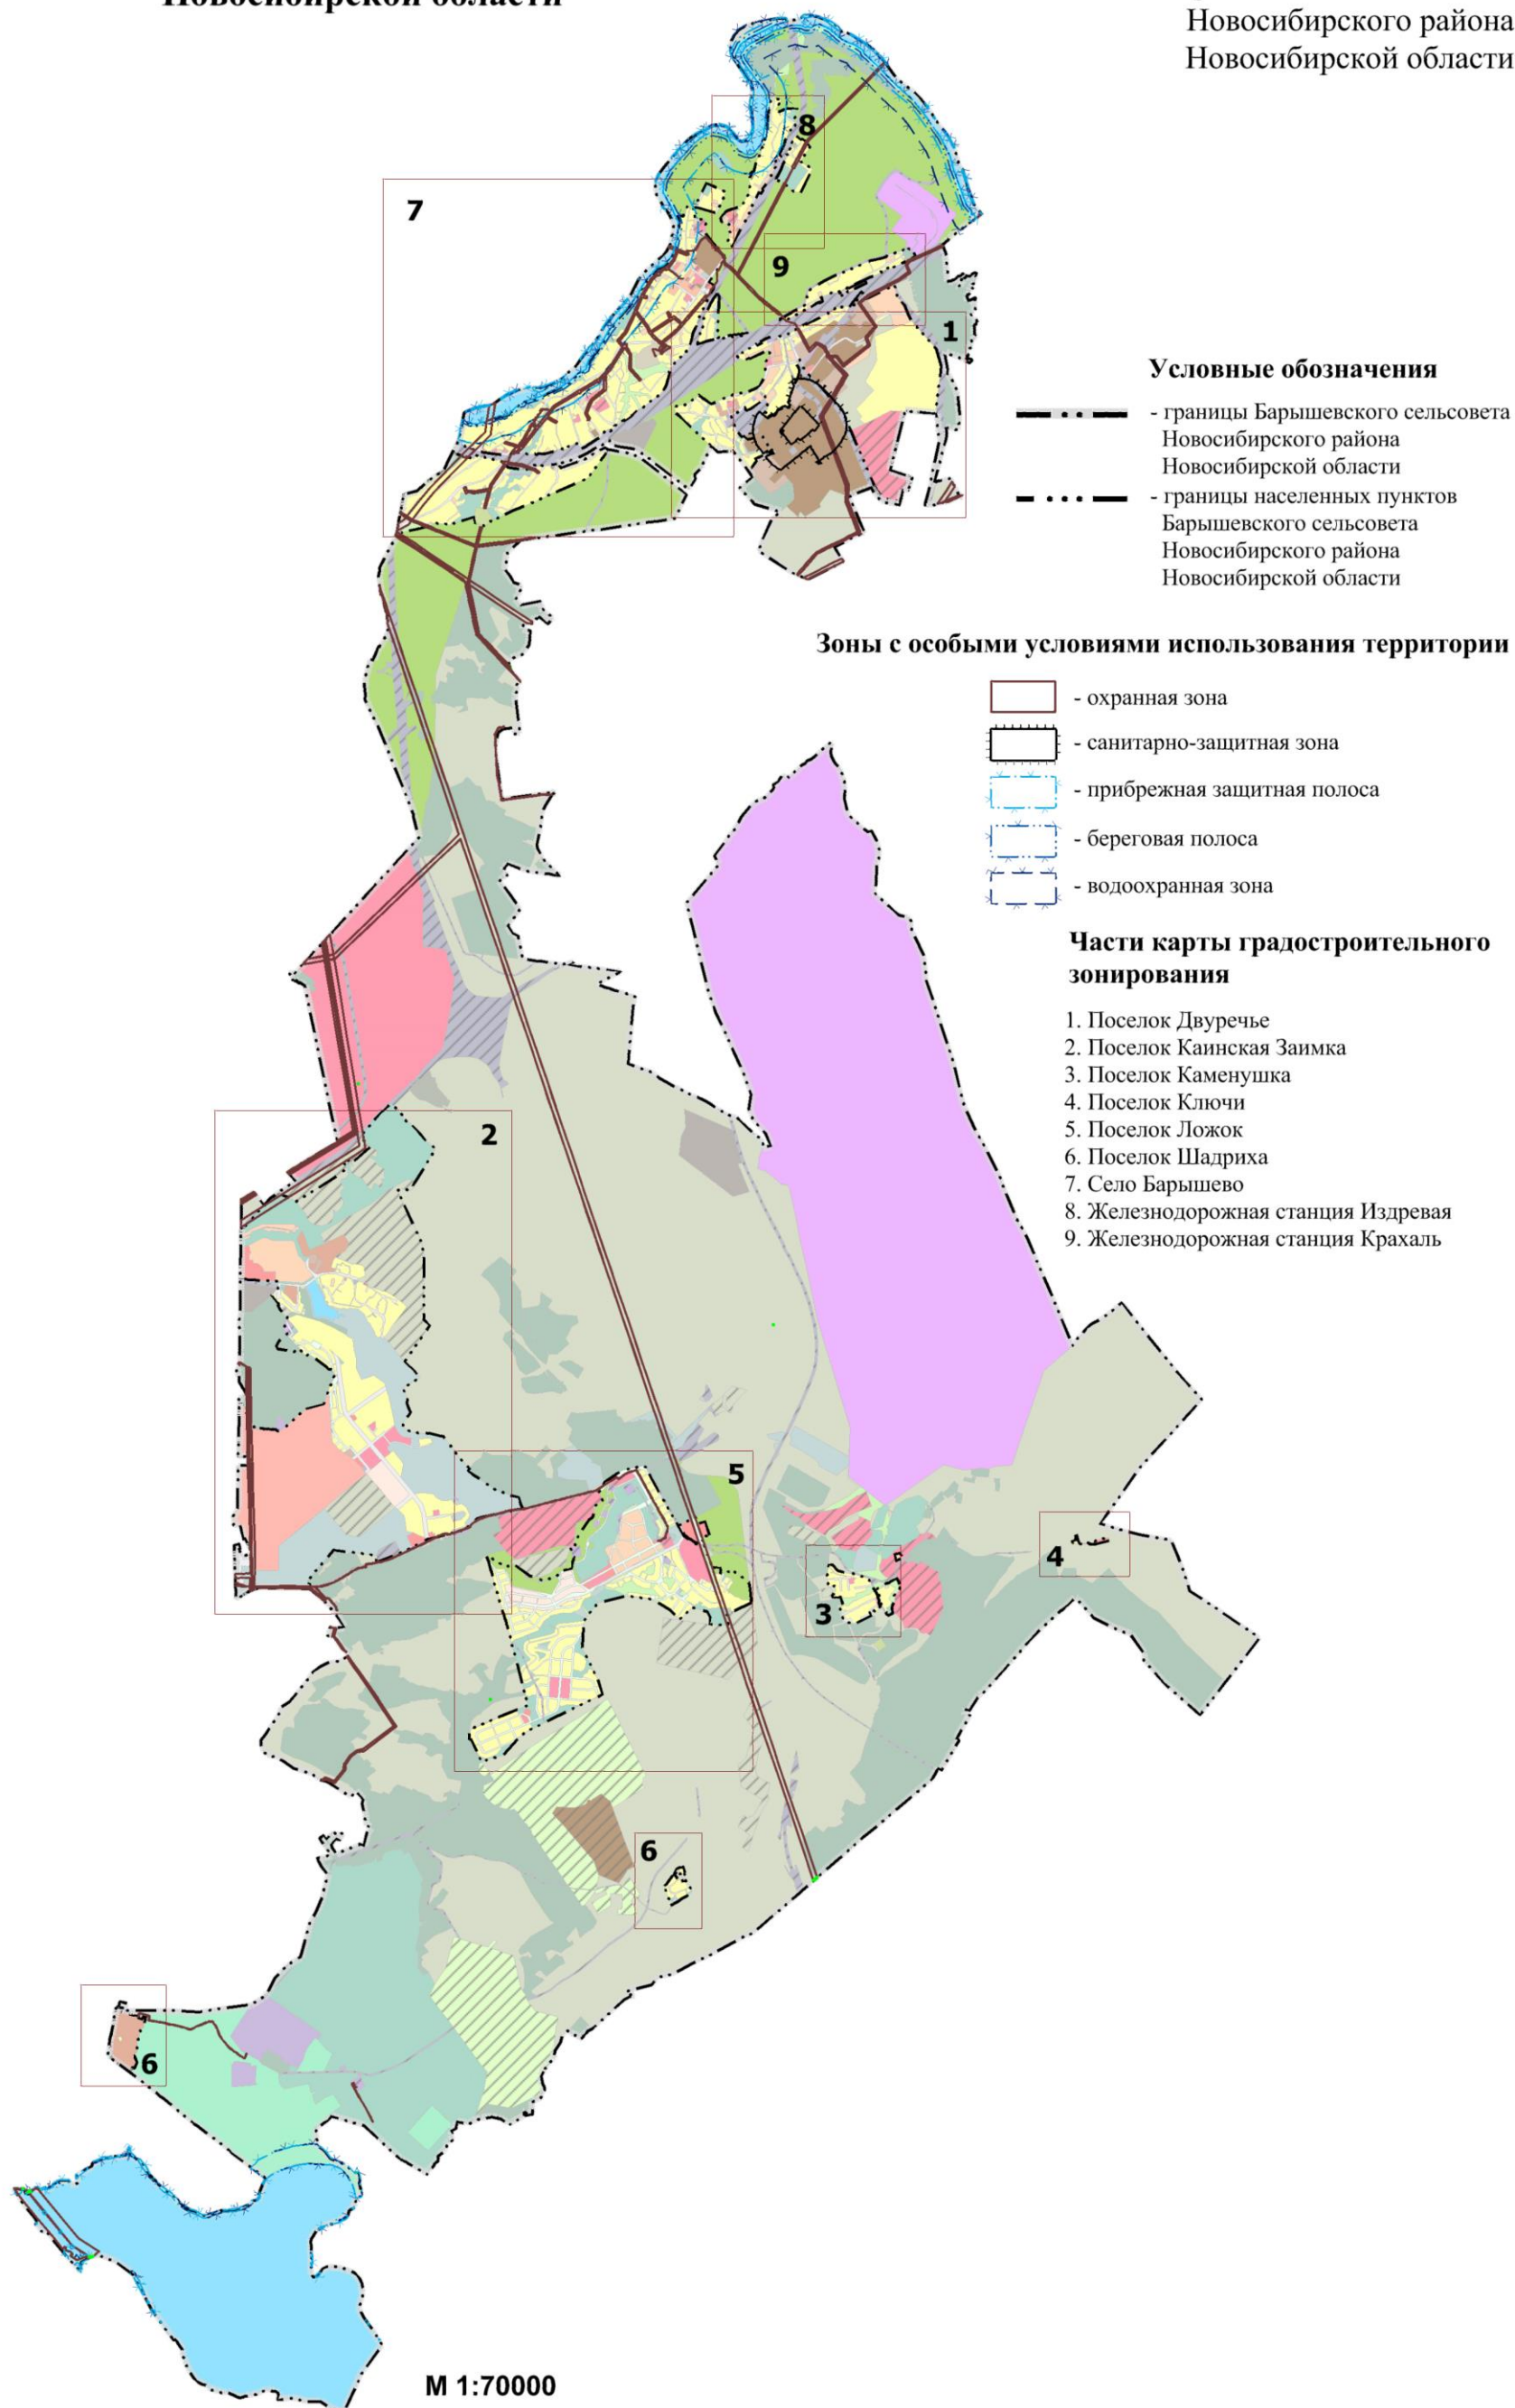 Новосибирской области
Новосибирского района
Новосибирской области
8
7
9
1
Условные обозначения
- границы Барышевского сельсовета
Новосибирского района
Новосибирской области
- границы населенных пунктов
Барышевского сельсовета
Новосибирского района
Новосибирской области
Зоны с особыми условиями использования территории
- охранная зона
- санитарно-защитная зона
- прибрежная защитная полоса
- береговая полоса
- водоохранная зона
Части карты градостроительного
зонирования
1. Поселок Двуречье
2. Поселок Каинская Заимка
3. Поселок Каменушка
4. Поселок Ключи
5. Поселок Ложок
6. Поселок Шадриха
7. Село Барышево
8. Железнодорожная станция Издревая
9. Железнодорожная станция Крахаль
2
5
4
3
6
6
М 1:70000